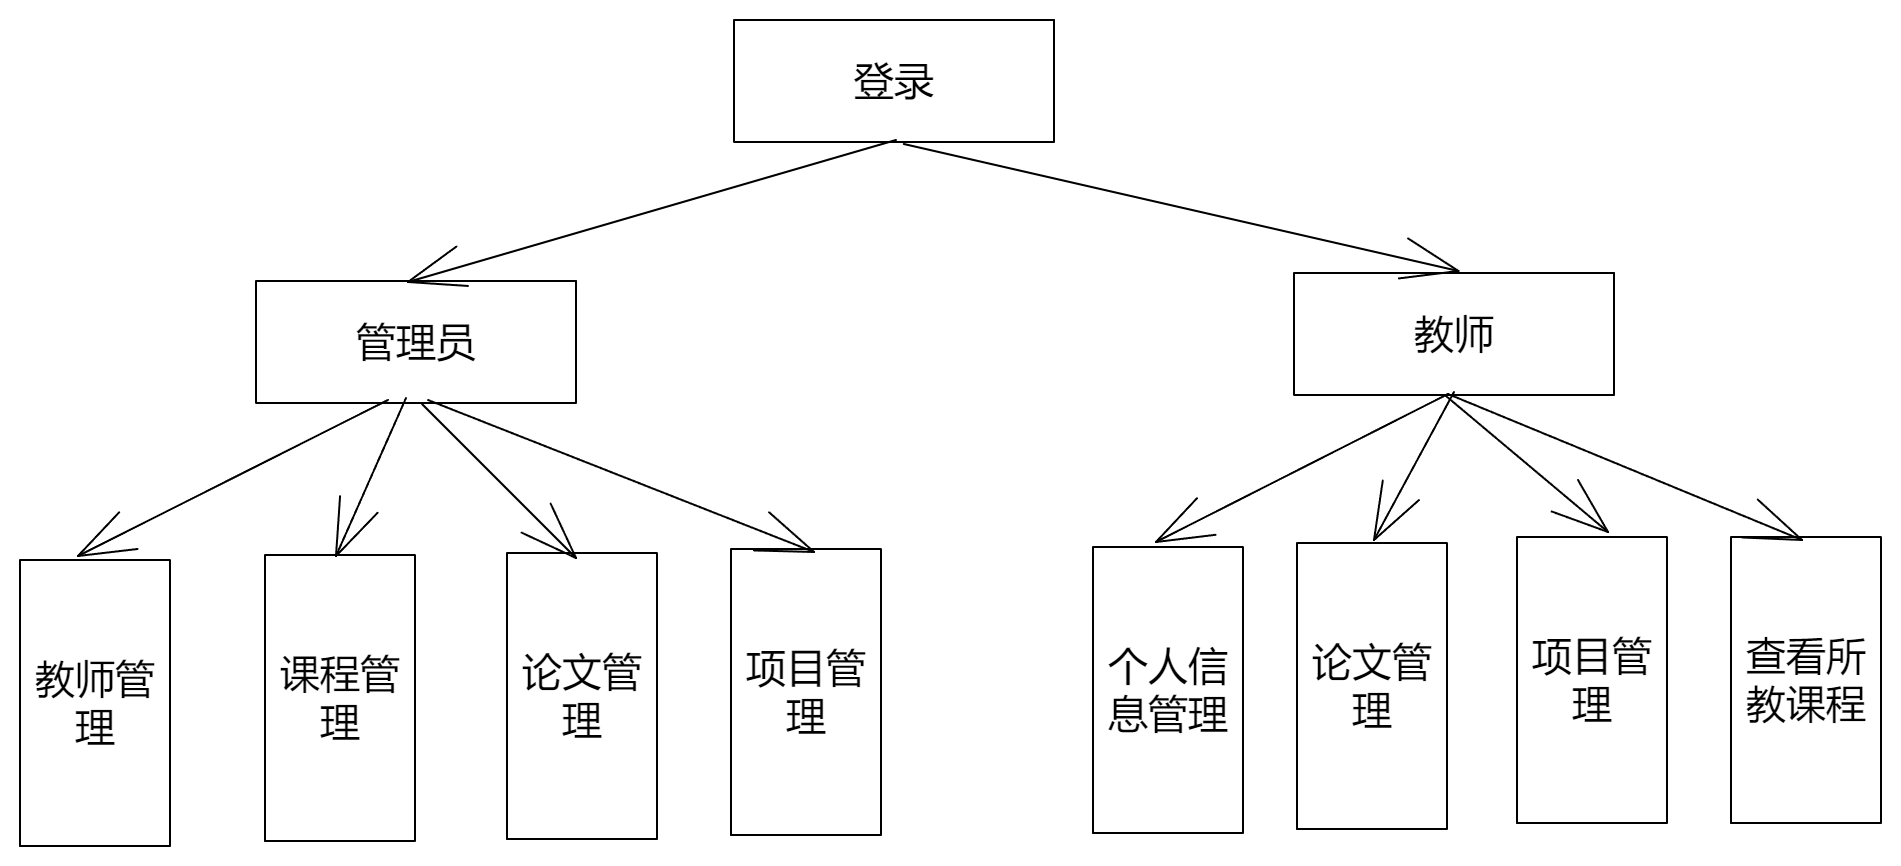 登录
管理员
教师
教师管
理
课程管
理
论文管
理
项目管
理
个人信
息管理
论文管
理
项目管
理
查看所
教课程